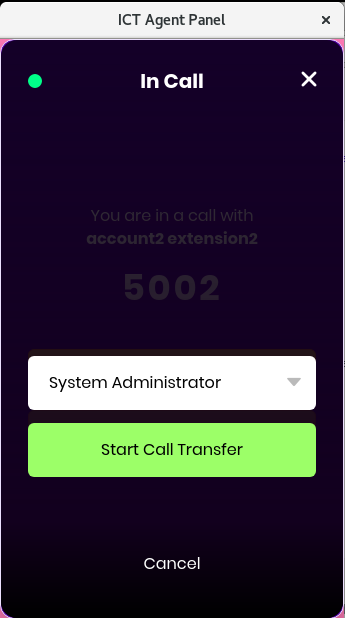 ICT Agent Panel
In Call
You are in a call with
account2 extension2
5002
System Administrator
Start Call Transfer
Cancel